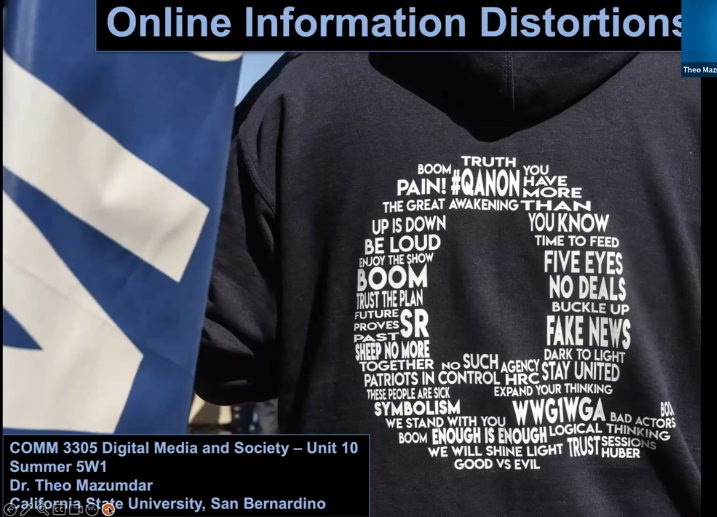 Online Information Distortions
Theo Maz
TRUTH
BOOM YOU
PAIN! #QANON HAVE
MORE
THE GREAT AWAKENING THAN
UP IS DOWN YOU KNOW
BE LOUD TIME TO FEED
ENJOY THE SHOW FIVE EYES
BOOM NO DEALS
TRUST THE PLAN BUCKLE UP
FUTURE
PROVES SR FAKE NEWS
PAST
SHEEP NO MORE DARK TO LIGHT
TOGETHER NO SUCH AGENCY STAY UNITED
PATRIOTS IN CONTROL HRC
THESE PEOPLE ARE SICK EXPAND YOUR THINKING
SYMBOLISM WWG1WGA BAD ACTORS
WE STAND WITH YOU LOGICAL THINKING
BOOM ENOUGH IS ENOUGH TRUST SESSIONS
WE WILL SHINE LIGHT HUBER
GOOD VS EVIL
COMM 3305 Digital Media and Society – Unit 10
Summer 5W1
Dr. Theo Mazumdar
California State University, San Bernardino